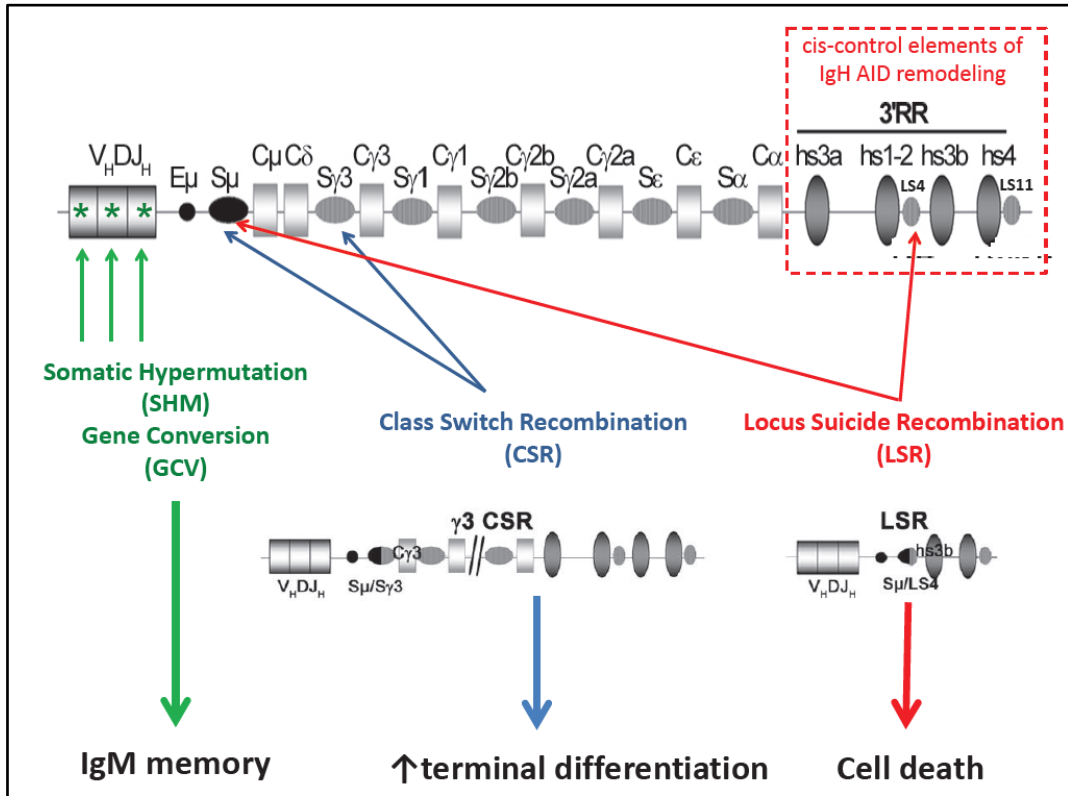 cis-control elements of
IgH AID remodeling
3'RR
VHDJH
Eμ
Sμ
Cμ
Cδ
Sγ3
Cγ3
Sγ1
Cγ1
Sγ2b
Cγ2b
Sγ2a
Cγ2a
Sε
Cε
Sα
Cα
hs3a
hs1-2
LS4
hs3b
hs4
LS11
* * *
Somatic Hypermutation
(SHM)
Gene Conversion
(GCV)
Class Switch Recombination
(CSR)
Locus Suicide Recombination
(LSR)
γ3 CSR
Cγ3
VHDJH
Sμ/Sγ3
LSR
hs3b
VHDJH
Sμ/LS4
IgM memory
↑terminal differentiation
Cell death